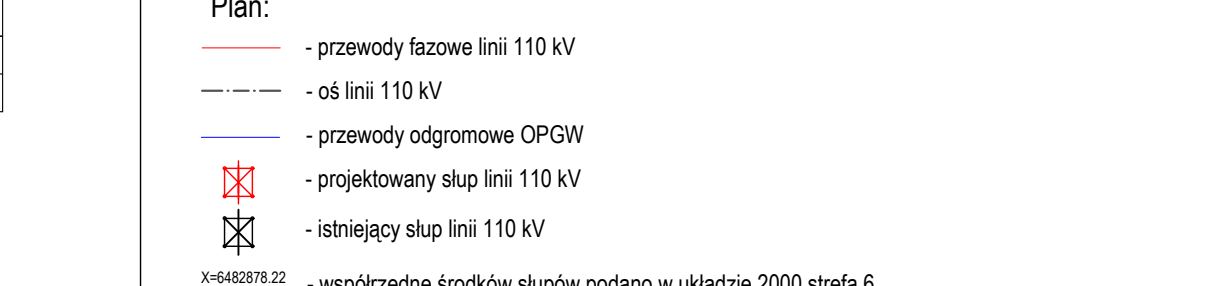 Plan:
- przewody fazowe linii 110 kV
- oś linii 110 kV
- przewody odgromowe OPGW
- projektowany słup linii 110 kV
- istniejący słup linii 110 kV
X=6482878.22 - współrzędne środków słupów podano w układzie 2000 strefa 6